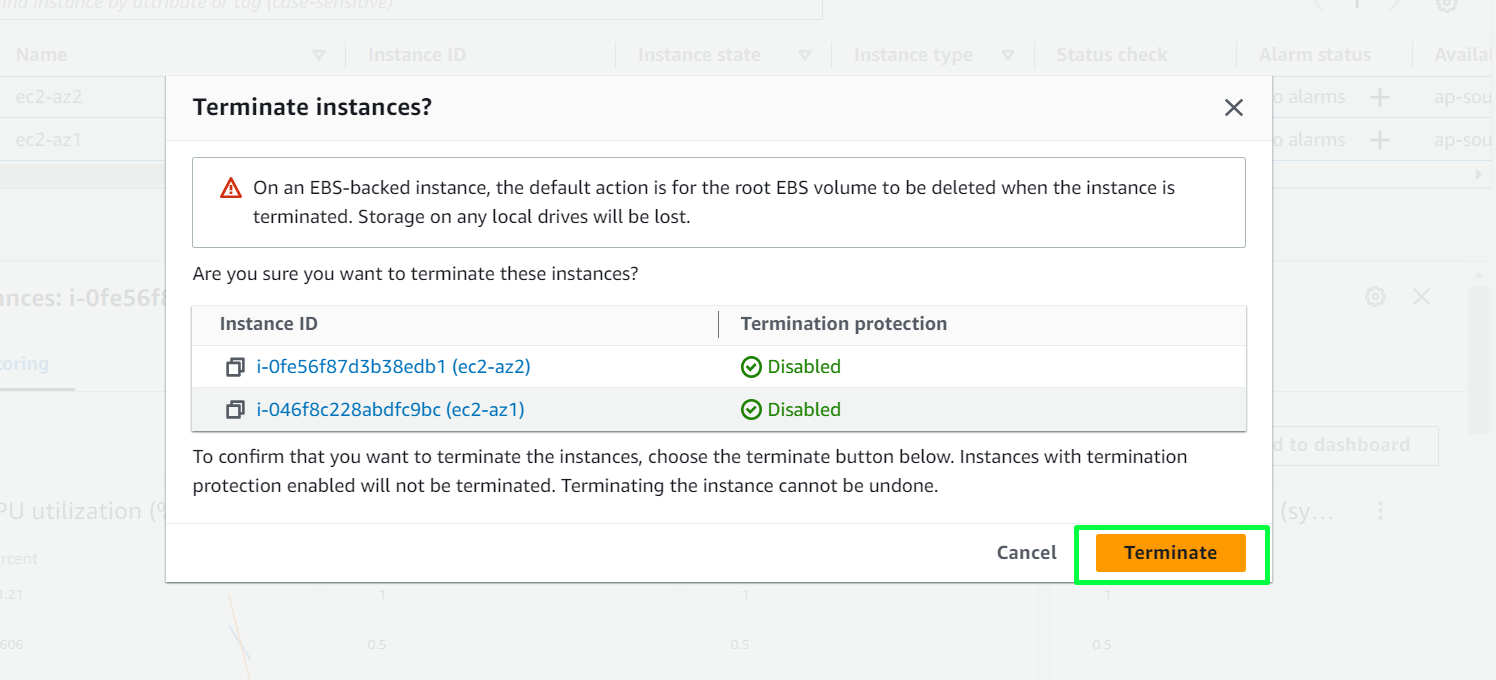 find instance by attribute or tag (case-sensitive)
1
Name Instance ID Instance state Instance type Status check Alarm status Availa
ec2-az2 o alarms ap-sou
ec2-az1 o alarms ap-sou
Terminate instances?
On an EBS-backed instance, the default action is for the root EBS volume to be deleted when the instance is
terminated. Storage on any local drives will be lost.
Are you sure you want to terminate these instances?
ances: i-0fe56f8
Instance ID Termination protection
i-0fe56f87d3b38edb1 (ec2-az2) Disabled
i-046f8c228abdfc9bc (ec2-az1) Disabled
toring
d to dashboard
To confirm that you want to terminate the instances, choose the terminate button below. Instances with termination
protection enabled will not be terminated. Terminating the instance cannot be undone.
Cancel Terminate
PU utilization (% (sy...
rcent
1.21 1 1 1
606 0.5 0.5 0.5